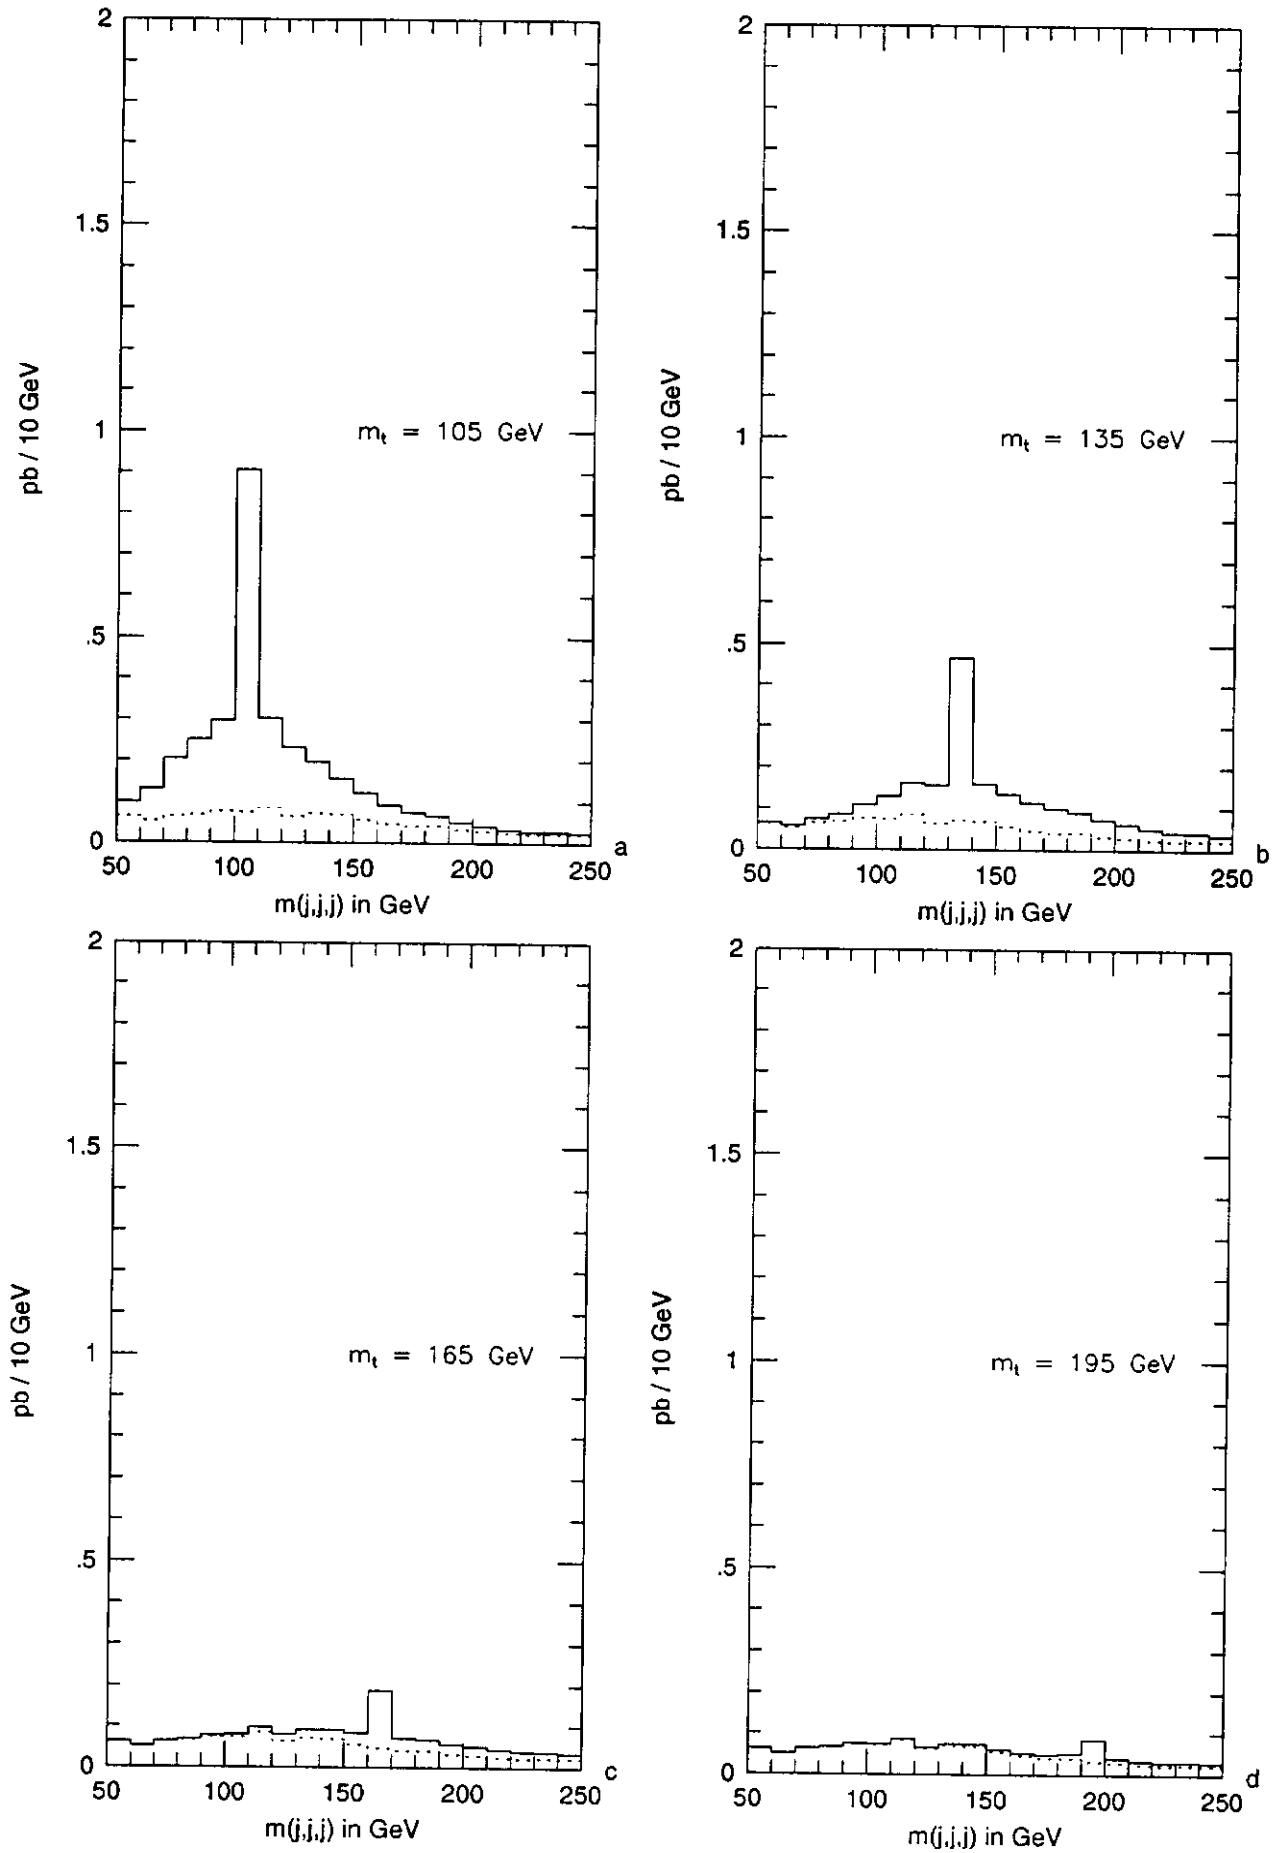 2
1.5
pb / 10 GeV
1
m_t = 105 GeV
.5
0
50 100 150 200 250
a
m(j,j,j) in GeV
2
1.5
pb / 10 GeV
1
m_t = 135 GeV
.5
0
50 100 150 200 250
b
m(j,j,j) in GeV
2
1.5
pb / 10 GeV
1
m_t = 165 GeV
.5
0
50 100 150 200 250
c
m(j,j,j) in GeV
2
1.5
pb / 10 GeV
1
m_t = 195 GeV
.5
0
50 100 150 200 250
d
m(j,j,j) in GeV